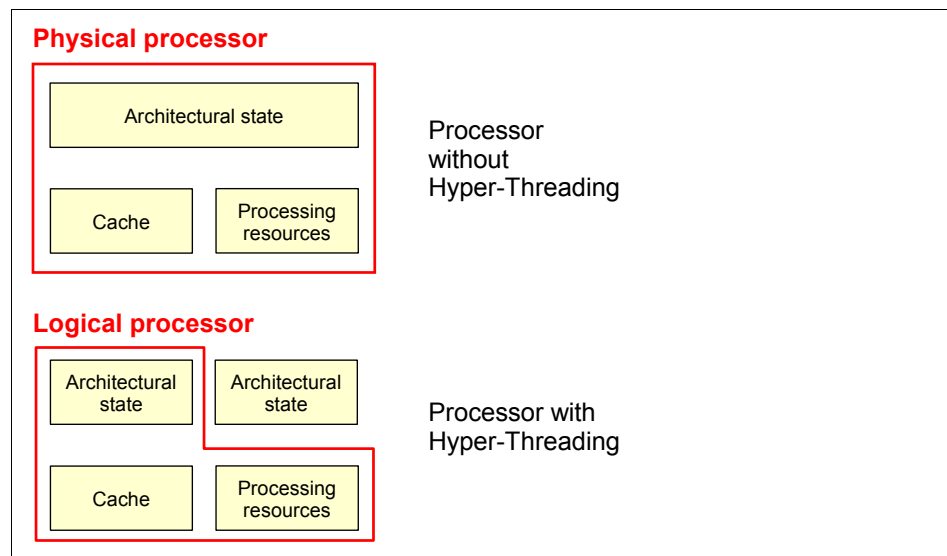 Physical processor
Architectural state
Processor
without
Hyper-Threading
Cache
Processing
resources
Logical processor
Architectural
state
Architectural
state
Processor with
Hyper-Threading
Cache
Processing
resources